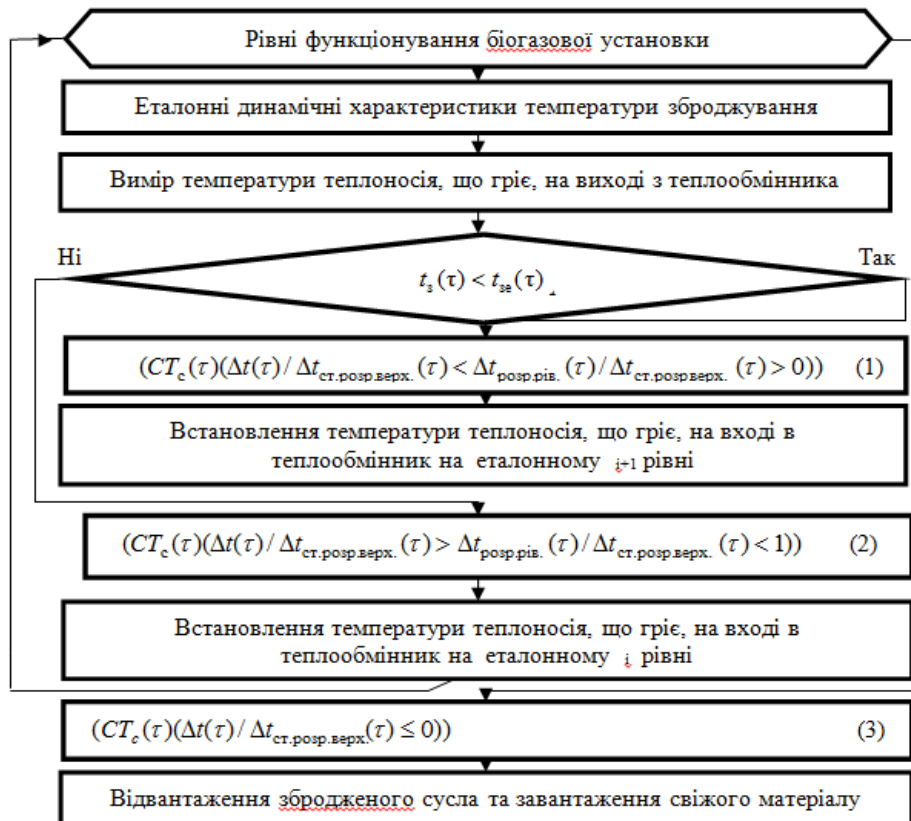 Рівні функціонування біогазової установки
Еталонні динамічні характеристики температури зброджування
Вимір температури теплоносія, що гріє, на виході з теплообмінника
Ні
Так
t_s(τ) < t_se(τ)
(CT_c(τ)(Δt(τ)/Δt_ст.розр.верх.(τ) < Δt_розр.рів.(τ)/Δt_ст.розр.верх.(τ) > 0)) (1)
Встановлення температури теплоносія, що гріє, на вході в
теплообмінник на еталонному i+1 рівні
(CT_c(τ)(Δt(τ)/Δt_ст.розр.верх.(τ) > Δt_розр.рів.(τ)/Δt_ст.розр.верх.(τ) < 1)) (2)
Встановлення температури теплоносія, що гріє, на вході в
теплообмінник на еталонному i рівні
(CT_c(τ)(Δt(τ)/Δt_ст.розр.верх.(τ) ≤ 0)) (3)
Відвантаження збродженого сусла та завантаження свіжого матеріалу